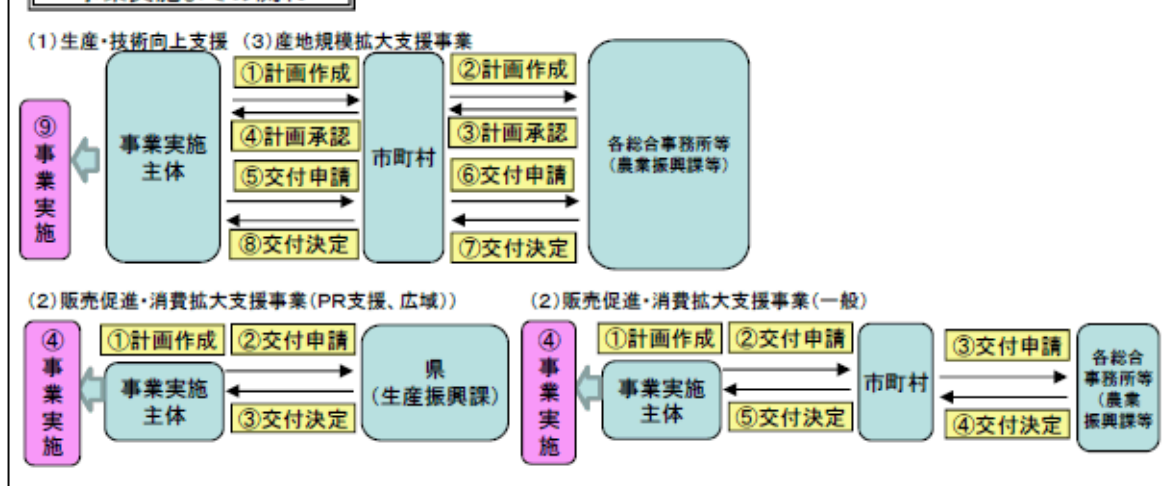 (1)生産・技術向上支援 (3)産地規模拡大支援事業
①計画作成
②計画作成
⑨事業実施
事業実施
主体
④計画承認
市町村
③計画承認
各総合事務所等
(農業振興課等)
⑤交付申請
⑥交付申請
⑧交付決定
⑦交付決定
(2)販売促進・消費拡大支援事業(PR支援、広域))
④事業実施
①計画作成
②交付申請
事業実施
主体
県
(生産振興課)
③交付決定
(2)販売促進・消費拡大支援事業(一般)
④事業実施
①計画作成
②交付申請
事業実施
主体
⑤交付決定
市町村
③交付申請
④交付決定
各総合
事務所等
(農業
振興課等